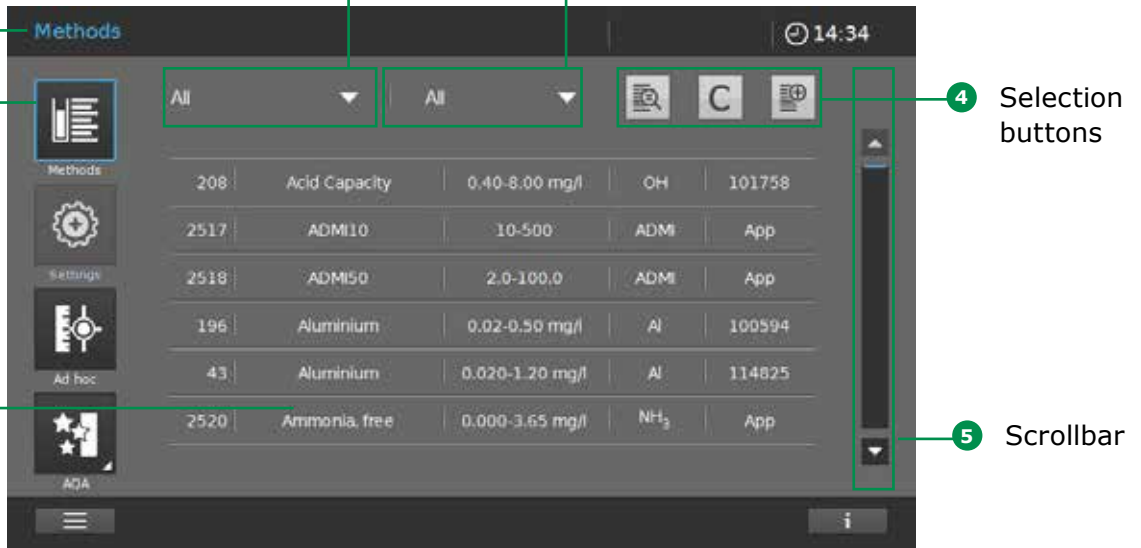 Methods
14:34
All
All
C
4 Selection
buttons
Methods
208 Acid Capacity 0.40-8.00 mg/l OH 101758
2517 ADMI10 10-500 ADMI App
Settings
2518 ADMI50 2.0-100.0 ADMI App
196 Aluminium 0.02-0.50 mg/l Al 100594
Ad hoc
43 Aluminium 0.020-1.20 mg/l Al 114825
2520 Ammonia, free 0.000-3.65 mg/l NH₃ App
5 Scrollbar
AQA
i